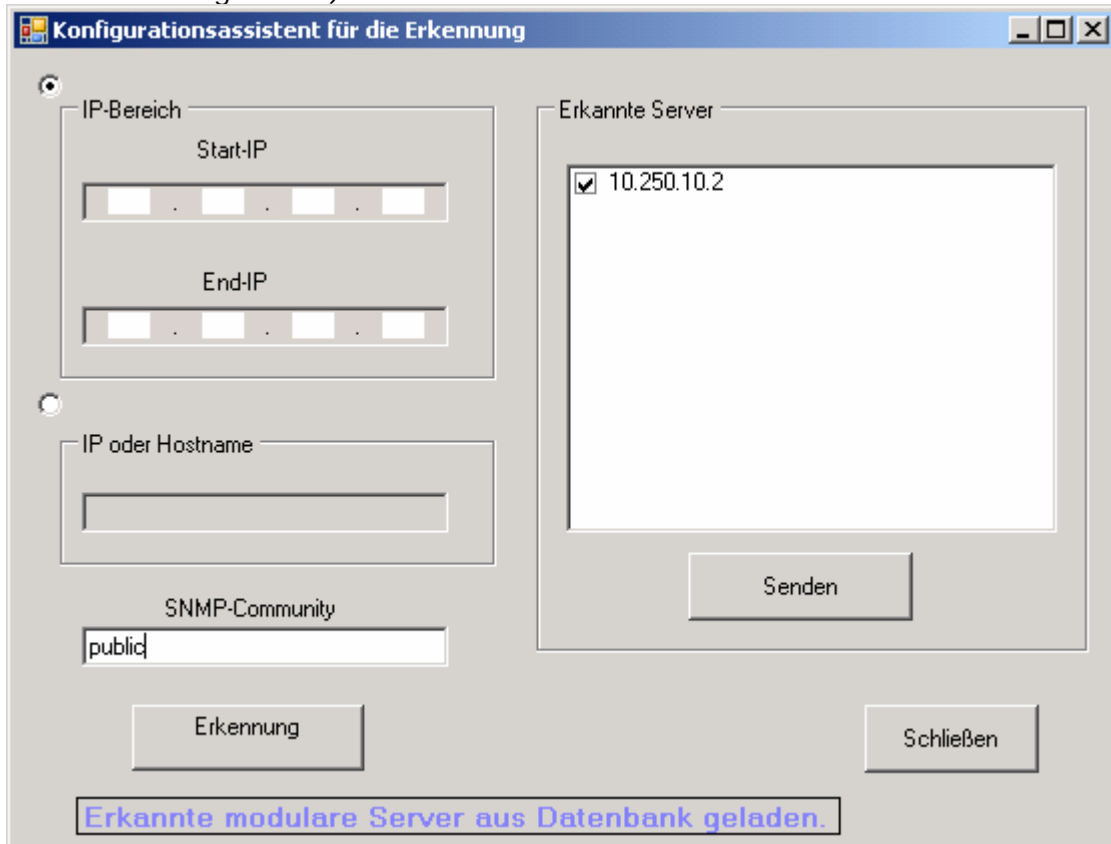 Konfigurationsassistent für die Erkennung
IP-Bereich
Start-IP
. . .
End-IP
. . .
IP oder Hostname
SNMP-Community
public
Erkennung
Erkannte Server
10.250.10.2
Senden
Schließen
Erkannte modulare Server aus Datenbank geladen.